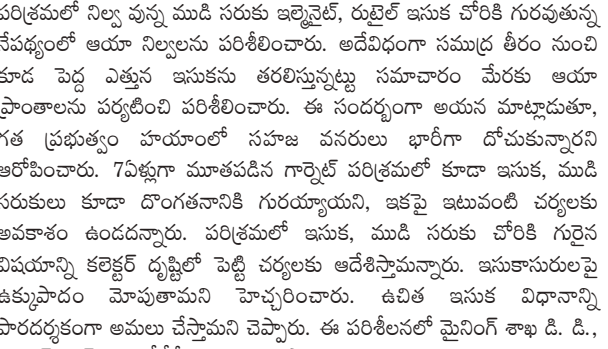 పరిశ్రమలో నిల్వ వున్న ముడి సరుకు ఇల్మెనైట్, రుటైల్ ఇసుక చోరికి గురవుతున్న
నేపథ్యంలో ఆయా నిల్వలను పరిశీలించారు. అదేవిధంగా సముద్ర తీరం నుంచి
కూడ పెద్ద ఎత్తున ఇసుకను తరలిస్తున్నట్టు సమాచారం మేరకు ఆయా
ప్రాంతాలను పర్యటించి పరిశీలించారు. ఈ సందర్భంగా అయన మాట్లాడుతూ,
గత ప్రభుత్వం హయాంలో సహజ వనరులు భారీగా దోచుకున్నారని
ఆరోపించారు. 7ఏళ్లుగా మూతపడిన గార్నెట్ పరిశ్రమలో కూడా ఇసుక, ముడి
సరుకులు కూడా దొంగతనానికి గురయ్యాయని, ఇకపై ఇటువంటి చర్యలకు
అవకాశం ఉండదన్నారు. పరిశ్రమలో ఇసుక, ముడి సరుకు చోరికి గురైన
విషయాన్ని కలెక్టర్ దృష్టిలో పెట్టి చర్యలకు ఆదేశిస్తామన్నారు. ఇసుకాసురులపై
ఉక్కుపాదం మోపుతామని హెచ్చరించారు. ఉచిత ఇసుక విధానాన్ని
పారదర్శకంగా అమలు చేస్తామని చెప్పారు. ఈ పరిశీలనలో మైనింగ్ శాఖ డి. డి.,